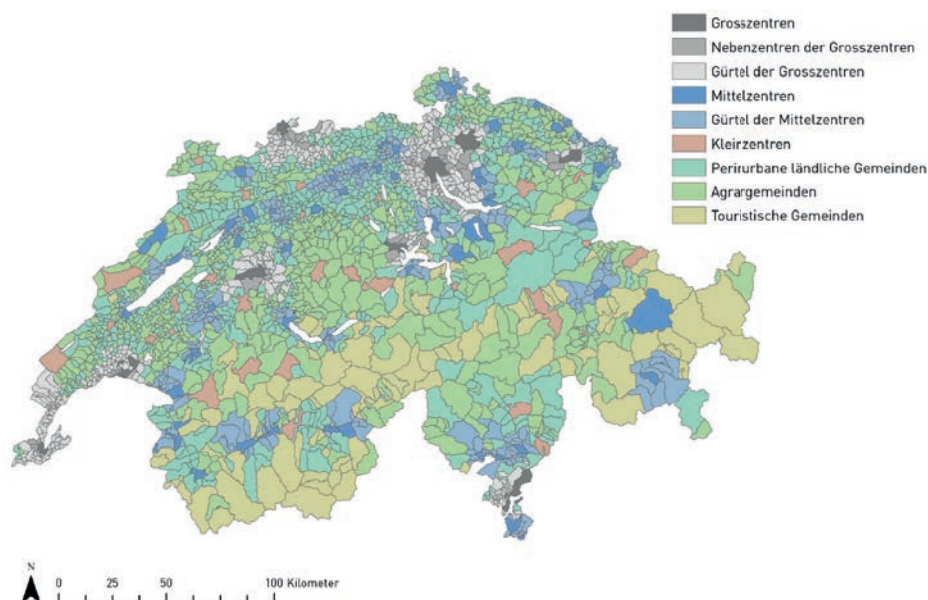 Grosszentren
Nebenzentren der Grosszentren
Gürtel der Grosszentren
Mittelzentren
Gürtel der Mittelzentren
Kleinzentren
Periurbane ländliche Gemeinden
Agrargemeinden
Touristische Gemeinden
N
0 25 50 100 Kilometer